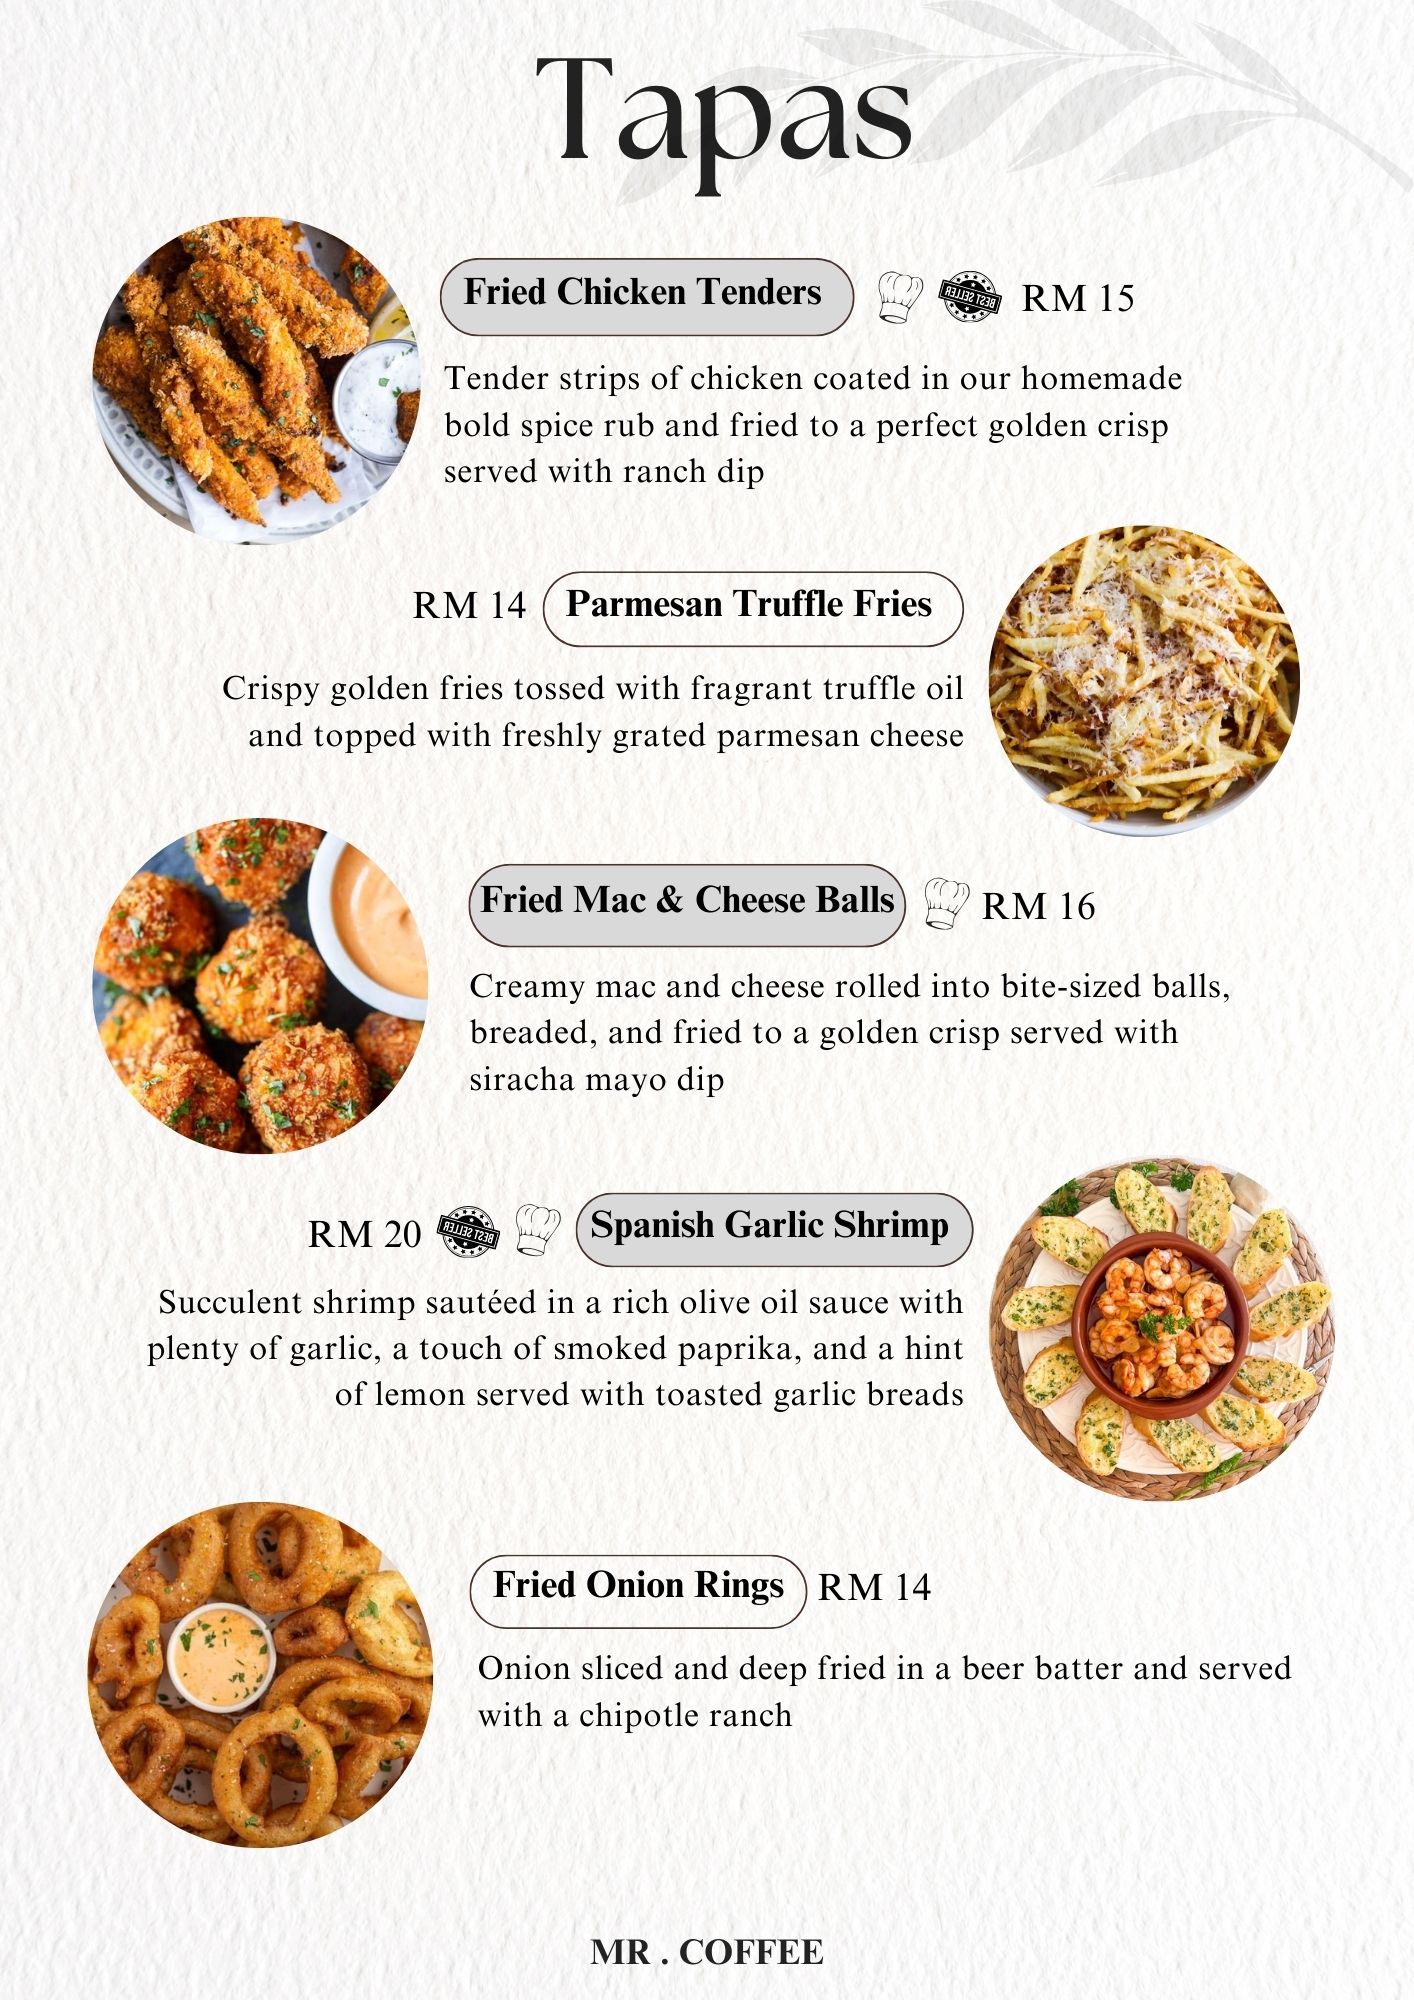 Tapas
Fried Chicken Tenders BEST SELLER RM 15
Tender strips of chicken coated in our homemade
bold spice rub and fried to a perfect golden crisp
served with ranch dip
RM 14 Parmesan Truffle Fries
Crispy golden fries tossed with fragrant truffle oil
and topped with freshly grated parmesan cheese
Fried Mac & Cheese Balls RM 16
Creamy mac and cheese rolled into bite-sized balls,
breaded, and fried to a golden crisp served with
siracha mayo dip
RM 20 BEST SELLER Spanish Garlic Shrimp
Succulent shrimp sautéed in a rich olive oil sauce with
plenty of garlic, a touch of smoked paprika, and a hint
of lemon served with toasted garlic breads
Fried Onion Rings RM 14
Onion sliced and deep fried in a beer batter and served
with a chipotle ranch
MR . COFFEE